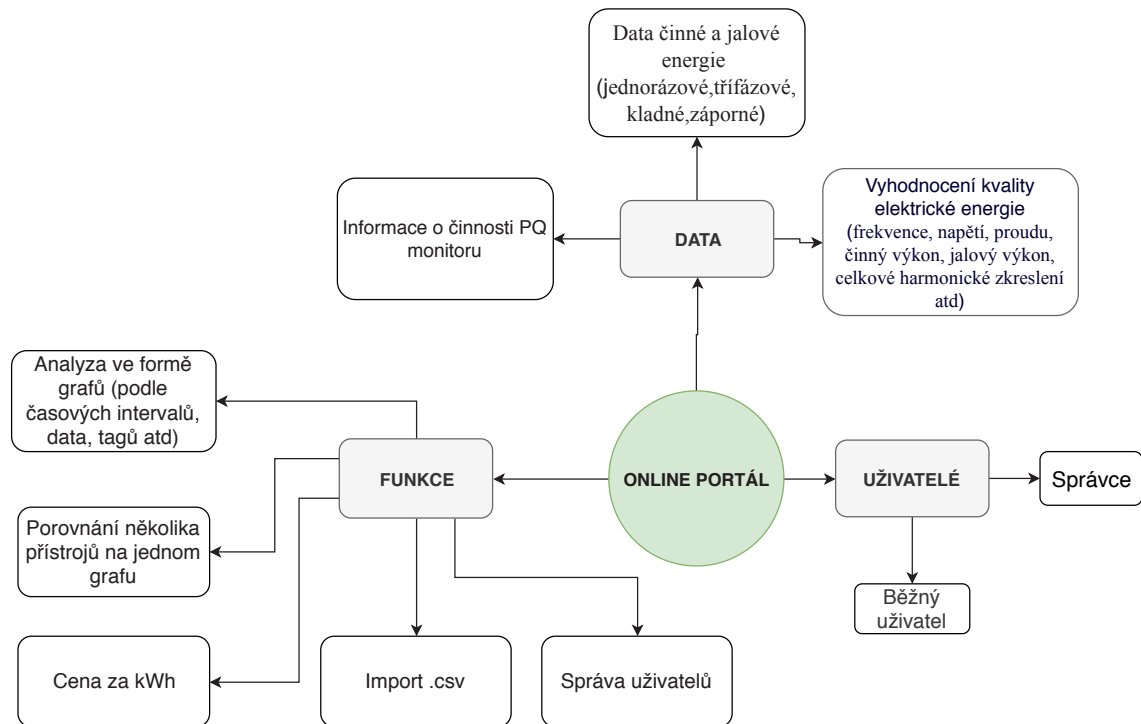 Data činné a jalové
energie
(jednorázové,třífázové,
kladné,záporné)
Informace o činnosti PQ
monitoru
DATA
Vyhodnocení kvality
elektrické energie
(frekvence, napětí, proudu,
činný výkon, jalový výkon,
celkové harmonické zkreslení
atd)
Analyza ve formě
grafů (podle
časových intervalů,
data, tagů atd)
FUNKCE
ONLINE PORTÁL
UŽIVATELÉ
Správce
Porovnání několika
přístrojů na jednom
grafu
Běžný
uživatel
Cena za kWh
Import .csv
Správa uživatelů